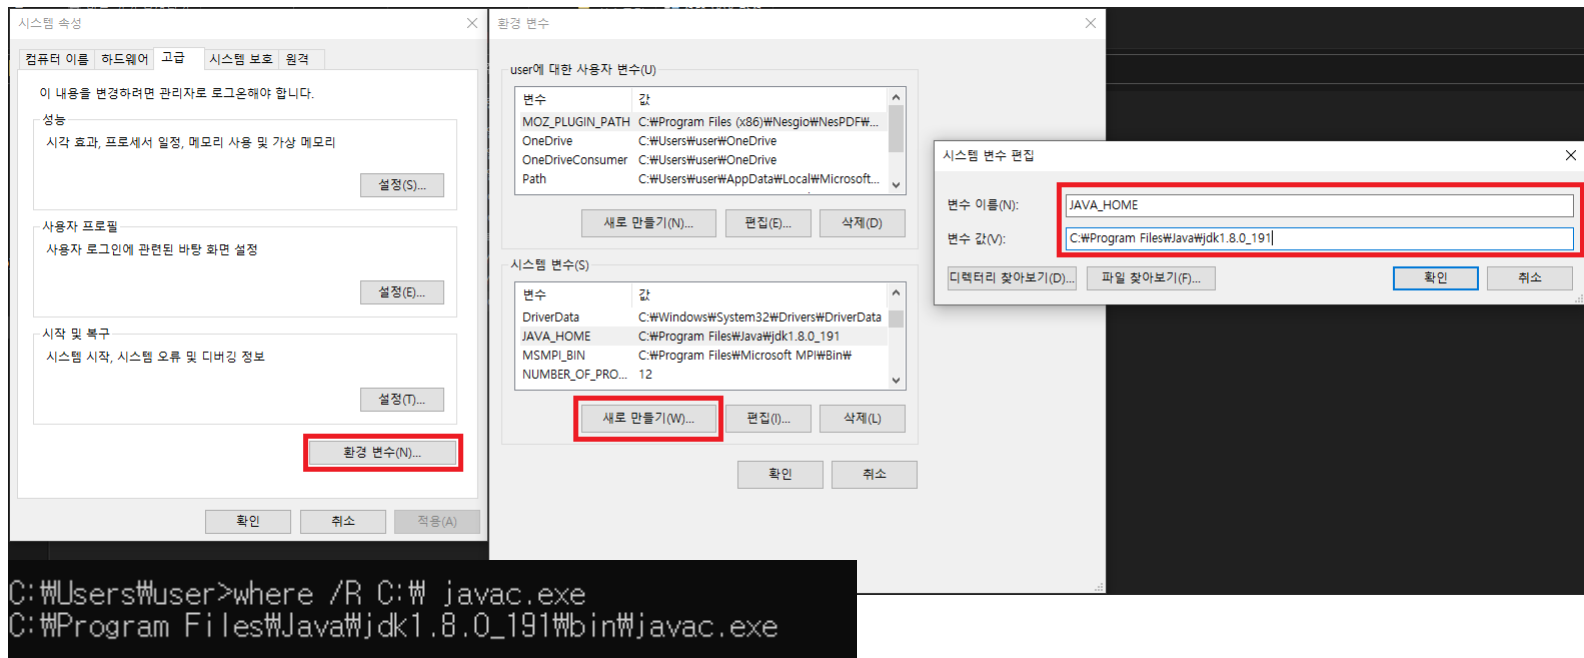 시스템 속성
컴퓨터 이름 하드웨어 고급 시스템 보호 원격
이 내용을 변경하려면 관리자로 로그온해야 합니다.
성능
시각 효과, 프로세서 일정, 메모리 사용 및 가상 메모리
설정(S)...
사용자 프로필
사용자 로그인에 관련된 바탕 화면 설정
설정(E)...
시작 및 복구
시스템 시작, 시스템 오류 및 디버깅 정보
설정(T)...
환경 변수(N)...
확인 취소 적용(A)
환경 변수
user에 대한 사용자 변수(U)
변수 값
MOZ_PLUGIN_PATH C:₩Program Files (x86)₩Nesgio₩NesPDF₩...
OneDrive C:₩Users₩user₩OneDrive
OneDriveConsumer C:₩Users₩user₩OneDrive
Path C:₩Users₩user₩AppData₩Local₩Microsoft...
새로 만들기(N)... 편집(E)... 삭제(D)
시스템 변수(S)
변수 값
DriverData C:₩Windows₩System32₩Drivers₩DriverData
JAVA_HOME C:₩Program Files₩Java₩jdk1.8.0_191
MSMPI_BIN C:₩Program Files₩Microsoft MPI₩Bin₩
NUMBER_OF_PRO... 12
새로 만들기(W)... 편집(I)... 삭제(L)
확인 취소
시스템 변수 편집
변수 이름(N): JAVA_HOME
변수 값(V): C:₩Program Files₩Java₩jdk1.8.0_191
디렉터리 찾아보기(D)... 파일 찾아보기(F)... 확인 취소
C:₩Users₩user>where /R C:₩ javac.exe
C:₩Program Files₩Java₩jdk1.8.0_191₩bin₩javac.exe